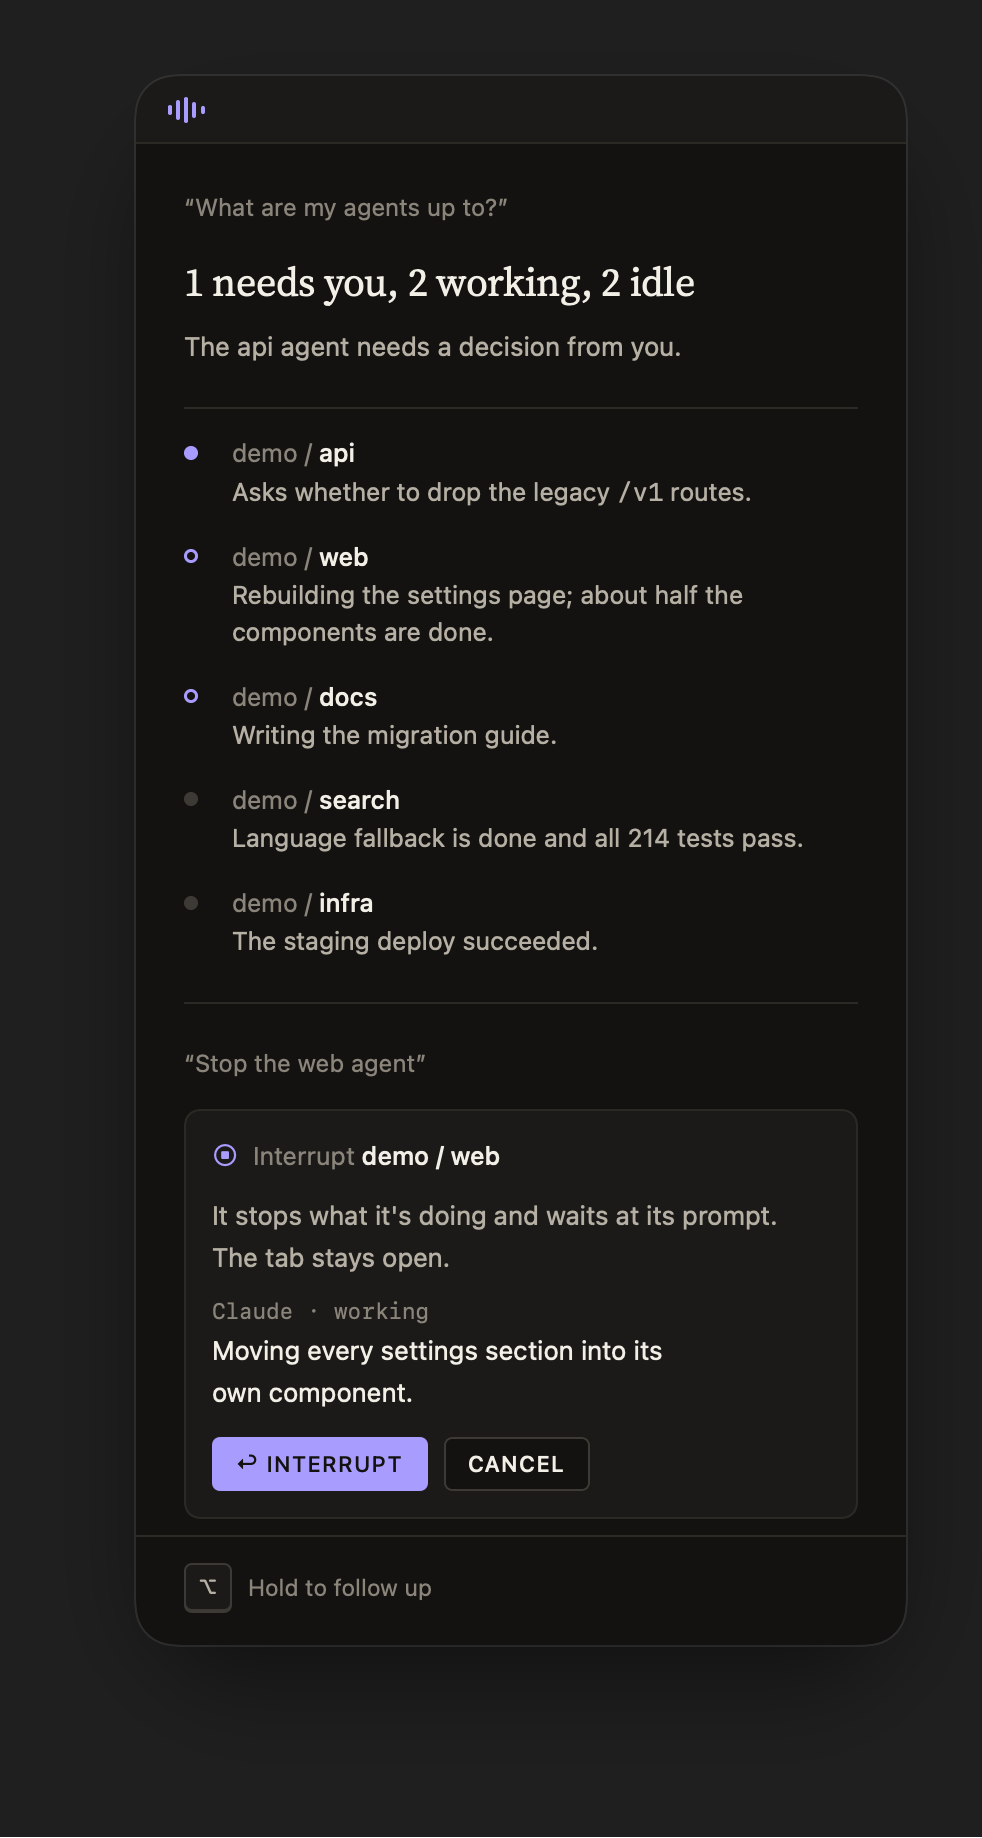 “What are my agents up to?”
1 needs you, 2 working, 2 idle
The api agent needs a decision from you.
demo / api
Asks whether to drop the legacy /v1 routes.
demo / web
Rebuilding the settings page; about half the
components are done.
demo / docs
Writing the migration guide.
demo / search
Language fallback is done and all 214 tests pass.
demo / infra
The staging deploy succeeded.
“Stop the web agent”
Interrupt demo / web
It stops what it's doing and waits at its prompt.
The tab stays open.
Claude · working
Moving every settings section into its
own component.
↩ INTERRUPT CANCEL
⌥ Hold to follow up